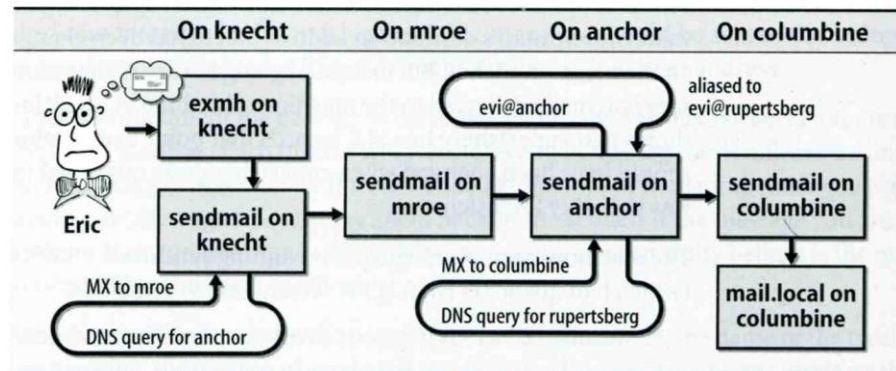 On knecht
On mroe
On anchor
On columbine
exmh on
knecht
evi@anchor
aliased to
evi@rupertsberg
Eric
sendmail on
knecht
sendmail on
mroe
sendmail on
anchor
sendmail on
columbine
MX to mroe
DNS query for anchor
MX to columbine
DNS query for rupertsberg
mail.local on
columbine